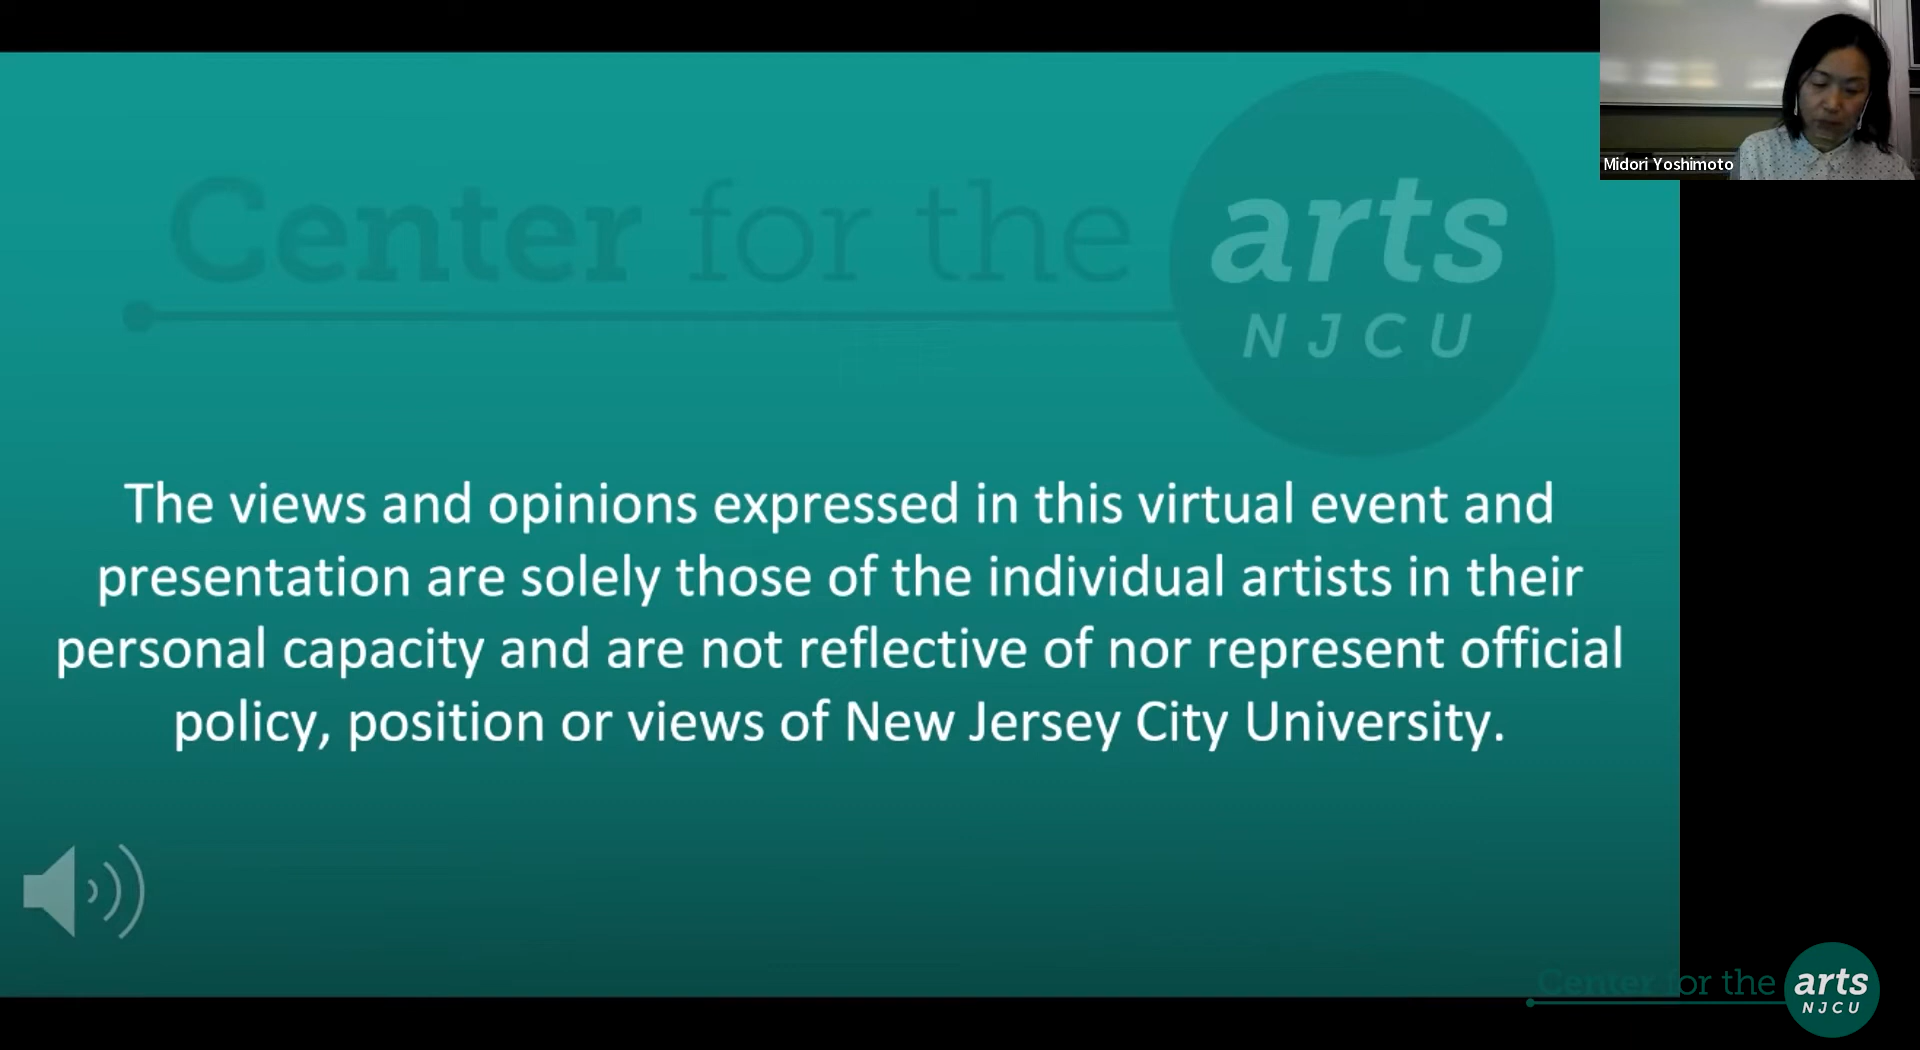 Midori Yoshimoto
Center for the arts
NJCU
The views and opinions expressed in this virtual event and
presentation are solely those of the individual artists in their
personal capacity and are not reflective of nor represent official
policy, position or views of New Jersey City University.
Center for the arts
NJCU